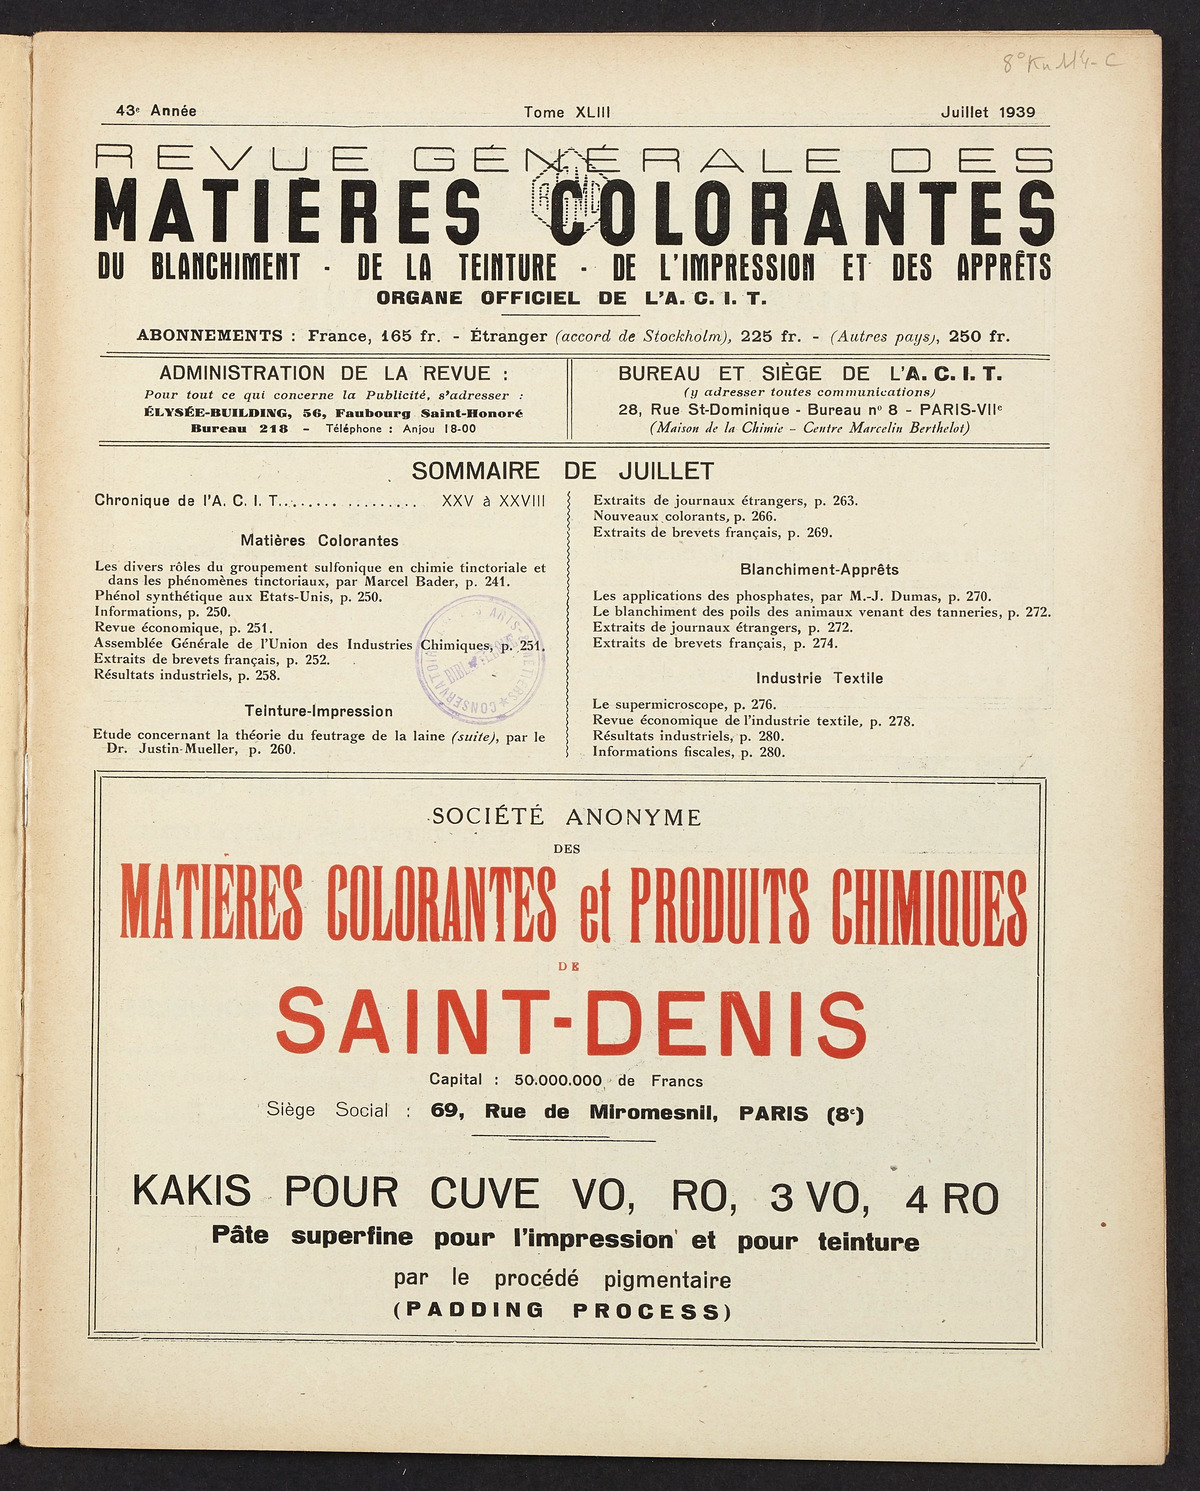 8° Ku 114-C
43e Année Tome XLIII Juillet 1939
REVUE GÉNÉRALE DES
MATIÈRES COLORANTES
DU BLANCHIMENT - DE LA TEINTURE - DE L'IMPRESSION ET DES APPRÊTS
ORGANE OFFICIEL DE L'A. C. I. T.
ABONNEMENTS : France, 165 fr. - Étranger (accord de Stockholm), 225 fr. - (Autres pays), 250 fr.
ADMINISTRATION DE LA REVUE :
Pour tout ce qui concerne la Publicité, s'adresser :
ÉLYSÉE-BUILDING, 56, Faubourg Saint-Honoré
Bureau 218 - Téléphone : Anjou 18-00
BUREAU ET SIÈGE DE L'A. C. I. T.
(y adresser toutes communications)
28, Rue St-Dominique - Bureau no 8 - PARIS-VIIe
(Maison de la Chimie - Centre Marcelin Berthelot)
SOMMAIRE DE JUILLET
Chronique de l'A. C. I. T. .................. XXV à XXVIII
Matières Colorantes
Les divers rôles du groupement sulfonique en chimie tinctoriale et
dans les phénomènes tinctoriaux, par Marcel Bader, p. 241.
Phénol synthétique aux Etats-Unis, p. 250.
Informations, p. 250.
Revue économique, p. 251.
Assemblée Générale de l'Union des Industries Chimiques, p. 251.
Extraits de brevets français, p. 252.
Résultats industriels, p. 258.
Teinture-Impression
Etude concernant la théorie du feutrage de la laine (suite), par le
Dr. Justin-Mueller, p. 260.
Extraits de journaux étrangers, p. 263.
Nouveaux colorants, p. 266.
Extraits de brevets français, p. 269.
Blanchiment-Apprêts
Les applications des phosphates, par M.-J. Dumas, p. 270.
Le blanchiment des poils des animaux venant des tanneries, p. 272.
Extraits de journaux étrangers, p. 272.
Extraits de brevets français, p. 274.
Industrie Textile
Le supermicroscope, p. 276.
Revue économique de l'industrie textile, p. 278.
Résultats industriels, p. 280.
Informations fiscales, p. 280.
SOCIÉTÉ ANONYME
DES
MATIÈRES COLORANTES et PRODUITS CHIMIQUES
DE
SAINT-DENIS
Capital : 50.000.000 de Francs
Siège Social : 69, Rue de Miromesnil, PARIS (8e)
KAKIS POUR CUVE VO, RO, 3 VO, 4 RO
Pâte superfine pour l'impression et pour teinture
par le procédé pigmentaire
(PADDING PROCESS)